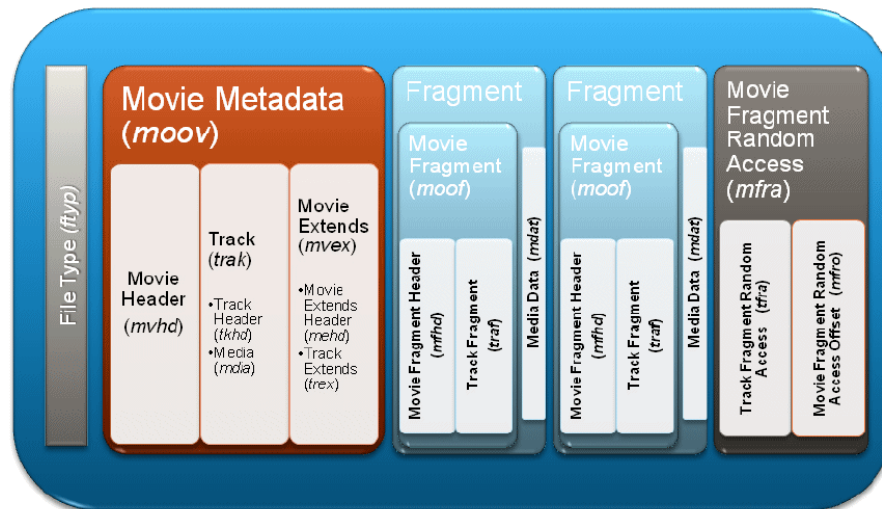 File Type (ftyp)
Movie Metadata
(moov)
Movie
Header
(mvhd)
Track
(trak)
•Track
Header
(tkhd)
•Media
(mdia)
Movie
Extends
(mvex)
•Movie
Extends
Header
(mehd)
•Track
Extends
(trex)
Fragment
Movie
Fragment
(moof)
Movie Fragment Header
(mfhd)
Track Fragment
(traf)
Media Data (mdat)
Fragment
Movie
Fragment
(moof)
Movie Fragment Header
(mfhd)
Track Fragment
(traf)
Media Data (mdat)
Movie
Fragment
Random
Access
(mfra)
Track Fragment Random
Access (tfra)
Movie Fragment Random
Access Offset (mfro)